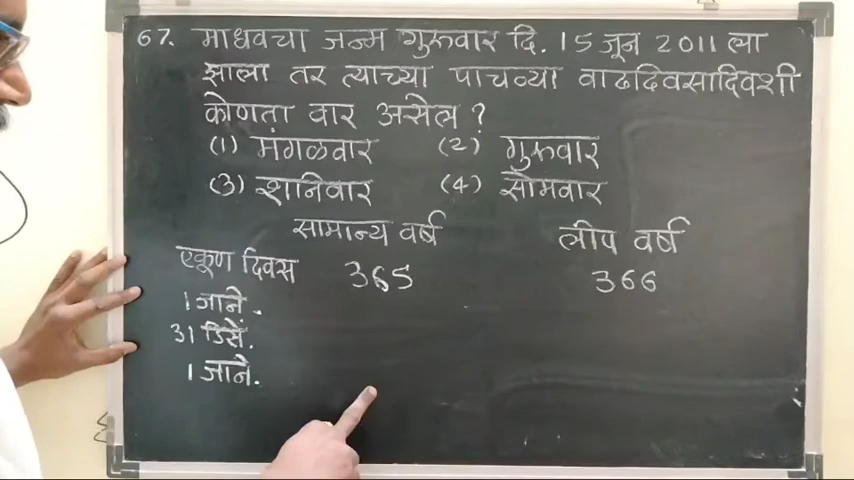 67. माधवचा जन्म गुरूवार दि. 15 जून 2011 ला
झाला तर त्याच्या पाचव्या वाढदिवसादिवशी
कोणता वार असेल ?
(1) मंगळवार (2) गुरूवार
(3) शनिवार (4) सोमवार
सामान्य वर्ष लीप वर्ष
एकूण दिवस 365 366
1 जाने.
31 डिसें.
1 जाने.